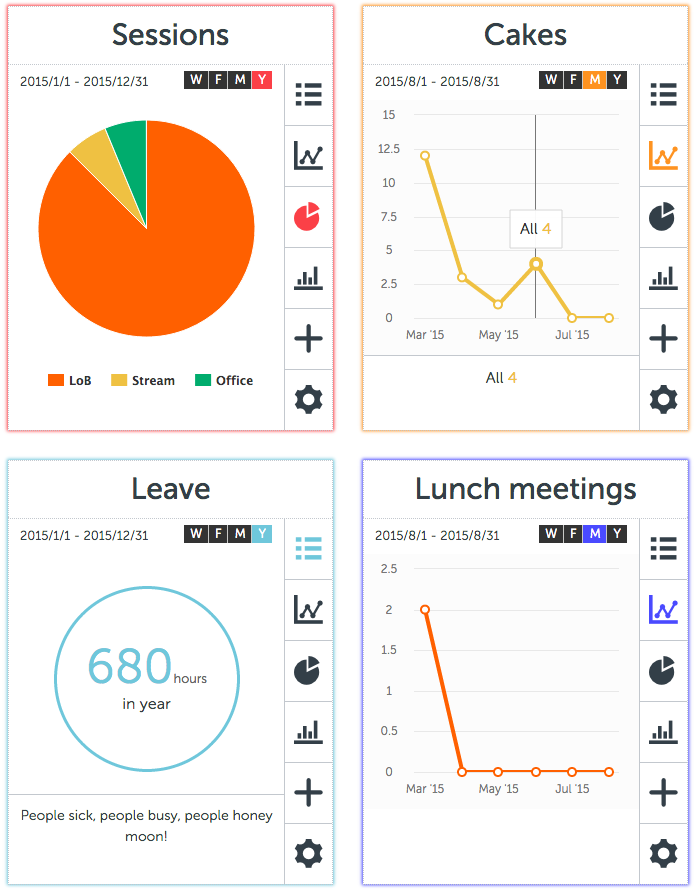 Sessions
2015/1/1 - 2015/12/31 W F M Y
LoB Stream Office
Cakes
2015/8/1 - 2015/8/31 W F M Y
15
12.5
10
7.5
All 4
5
2.5
0
Mar '15 May '15 Jul '15
All 4
Leave
2015/1/1 - 2015/12/31 W F M Y
680 hours
in year
People sick, people busy, people honey
moon!
Lunch meetings
2015/8/1 - 2015/8/31 W F M Y
2.5
2
1.5
1
0.5
0
Mar '15 May '15 Jul '15